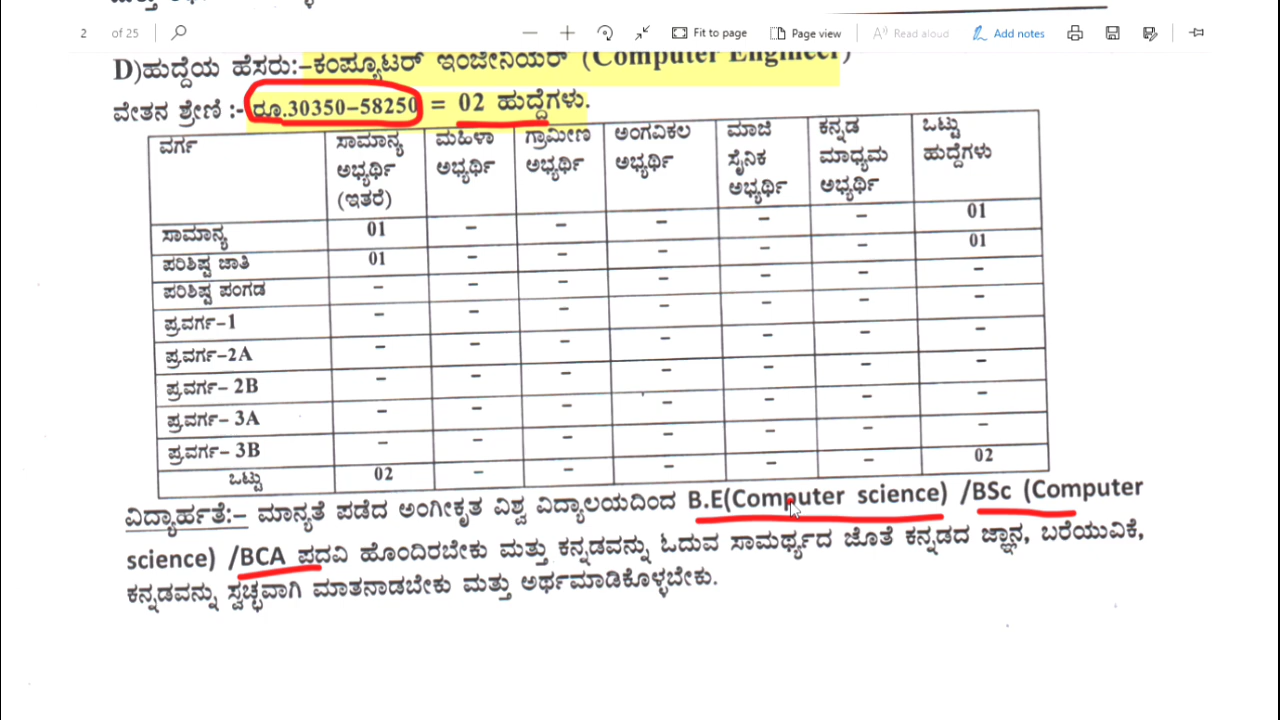 2 of 25 Fit to page Page view Read aloud Add notes
D)ಹುದ್ದೆಯ ಹೆಸರು:-ಕಂಪ್ಯೂಟರ್ ಇಂಜೀನಿಯರ್ (Computer Engineer)
ವೇತನ ಶ್ರೇಣಿ :- ರೂ.30350-58250 = 02 ಹುದ್ದೆಗಳು.
ವರ್ಗ ಸಾಮಾನ್ಯ ಅಭ್ಯರ್ಥಿ (ಇತರೆ) ಮಹಿಳಾ ಅಭ್ಯರ್ಥಿ ಗ್ರಾಮೀಣ ಅಭ್ಯರ್ಥಿ ಅಂಗವಿಕಲ ಅಭ್ಯರ್ಥಿ ಮಾಜಿ ಸೈನಿಕ ಅಭ್ಯರ್ಥಿ ಕನ್ನಡ ಮಾಧ್ಯಮ ಅಭ್ಯರ್ಥಿ ಒಟ್ಟು ಹುದ್ದೆಗಳು
ಸಾಮಾನ್ಯ 01 - - - - - 01
ಪರಿಶಿಷ್ಟ ಜಾತಿ 01 - - - - - 01
ಪರಿಶಿಷ್ಟ ಪಂಗಡ - - - - - - -
ಪ್ರವರ್ಗ-1 - - - - - - -
ಪ್ರವರ್ಗ-2A - - - - - - -
ಪ್ರವರ್ಗ- 2B - - - - - - -
ಪ್ರವರ್ಗ- 3A - - - - - - -
ಪ್ರವರ್ಗ- 3B - - - - - - -
ಒಟ್ಟು 02 - - - - - 02
ವಿದ್ಯಾರ್ಹತೆ:- ಮಾನ್ಯತೆ ಪಡೆದ ಅಂಗೀಕೃತ ವಿಶ್ವ ವಿದ್ಯಾಲಯದಿಂದ B.E(Computer science) /BSc (Computer
science) /BCA ಪದವಿ ಹೊಂದಿರಬೇಕು ಮತ್ತು ಕನ್ನಡವನ್ನು ಓದುವ ಸಾಮರ್ಥ್ಯದ ಜೊತೆ ಕನ್ನಡದ ಜ್ಞಾನ, ಬರೆಯುವಿಕೆ,
ಕನ್ನಡವನ್ನು ಸ್ವಚ್ಛವಾಗಿ ಮಾತನಾಡಬೇಕು ಮತ್ತು ಅರ್ಥಮಾಡಿಕೊಳ್ಳಬೇಕು.